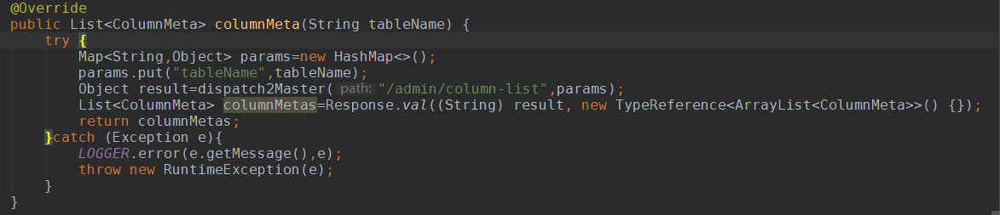 @Override
public List<ColumnMeta> columnMeta(String tableName) {
try {
Map<String,Object> params=new HashMap<>();
params.put("tableName",tableName);
Object result=dispatch2Master( path: "/admin/column-list",params);
List<ColumnMeta> columnMetas=Response.val((String) result, new TypeReference<ArrayList<ColumnMeta>>() {});
return columnMetas;
}catch (Exception e){
LOGGER.error(e.getMessage(),e);
throw new RuntimeException(e);
}
}